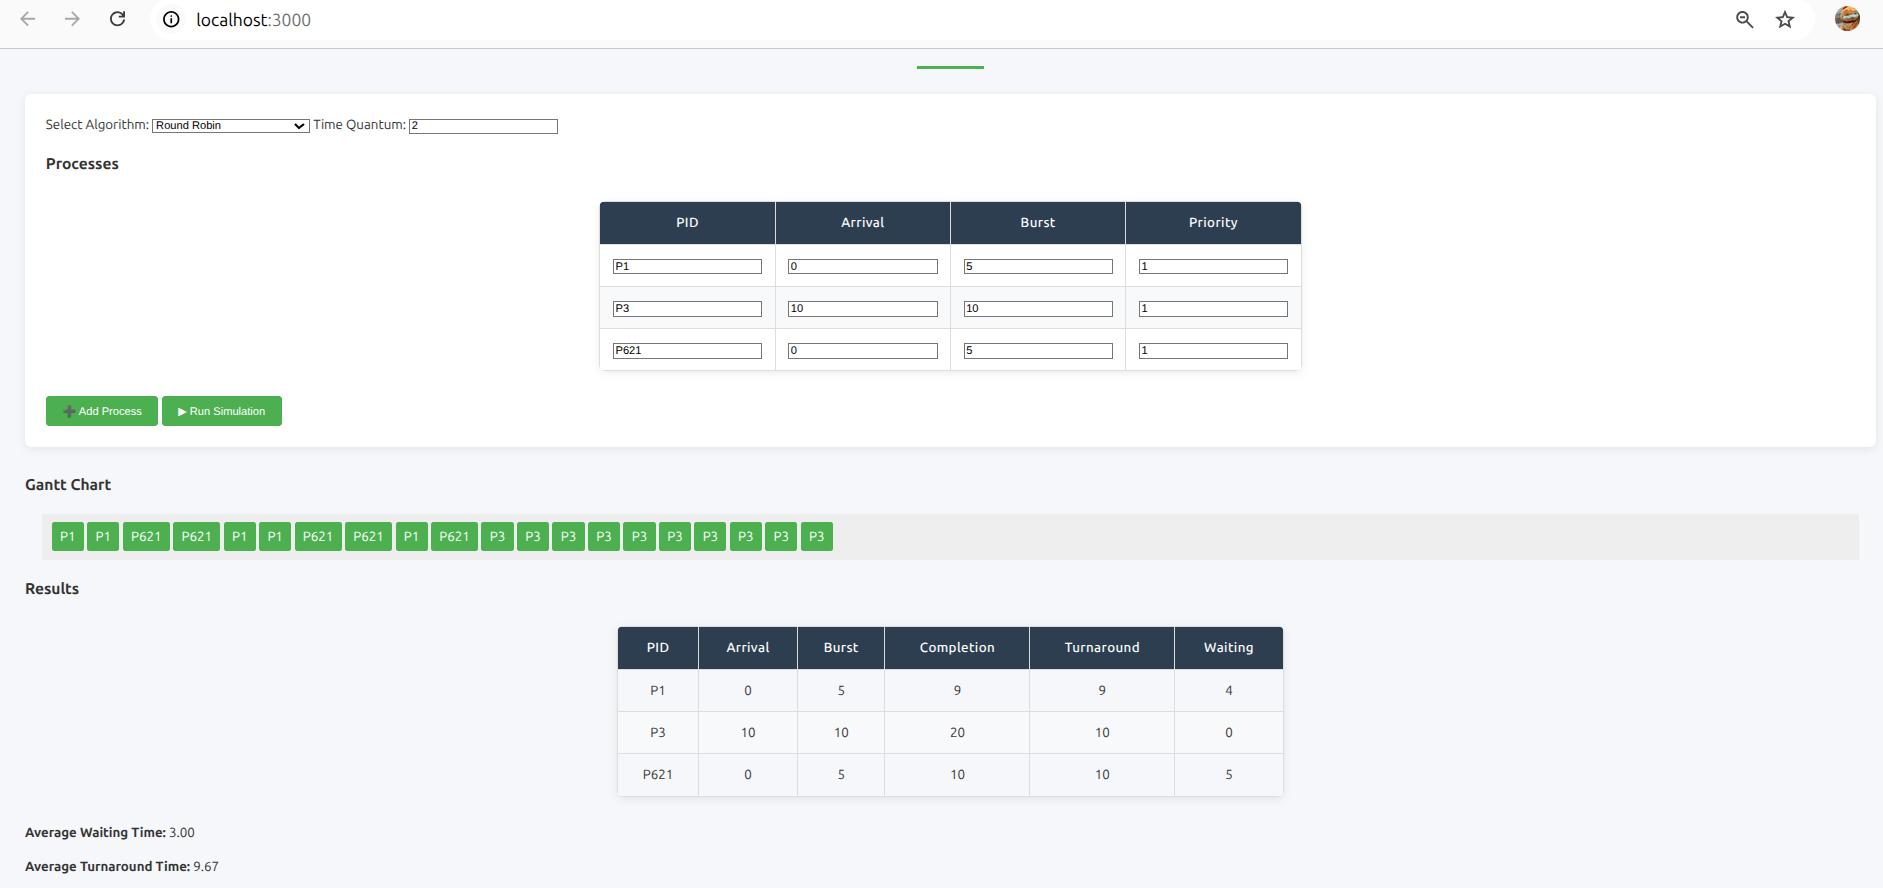 localhost:3000
Select Algorithm: Round Robin Time Quantum: 2
Processes
PID Arrival Burst Priority
P1 0 5 1
P3 10 10 1
P621 0 5 1
➕ Add Process ▶ Run Simulation
Gantt Chart
P1 P1 P621 P621 P1 P1 P621 P621 P1 P621 P3 P3 P3 P3 P3 P3 P3 P3 P3 P3
Results
PID Arrival Burst Completion Turnaround Waiting
P1 0 5 9 9 4
P3 10 10 20 10 0
P621 0 5 10 10 5
Average Waiting Time: 3.00
Average Turnaround Time: 9.67